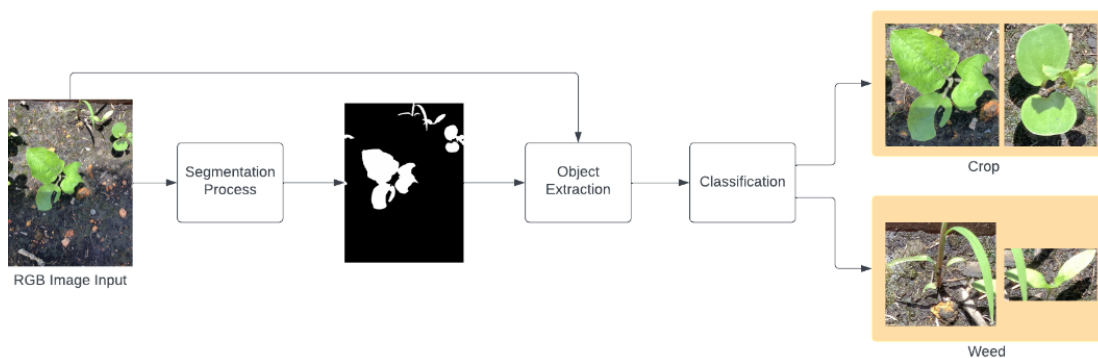 RGB Image Input
Segmentation
Process
Object
Extraction
Classification
Crop
Weed